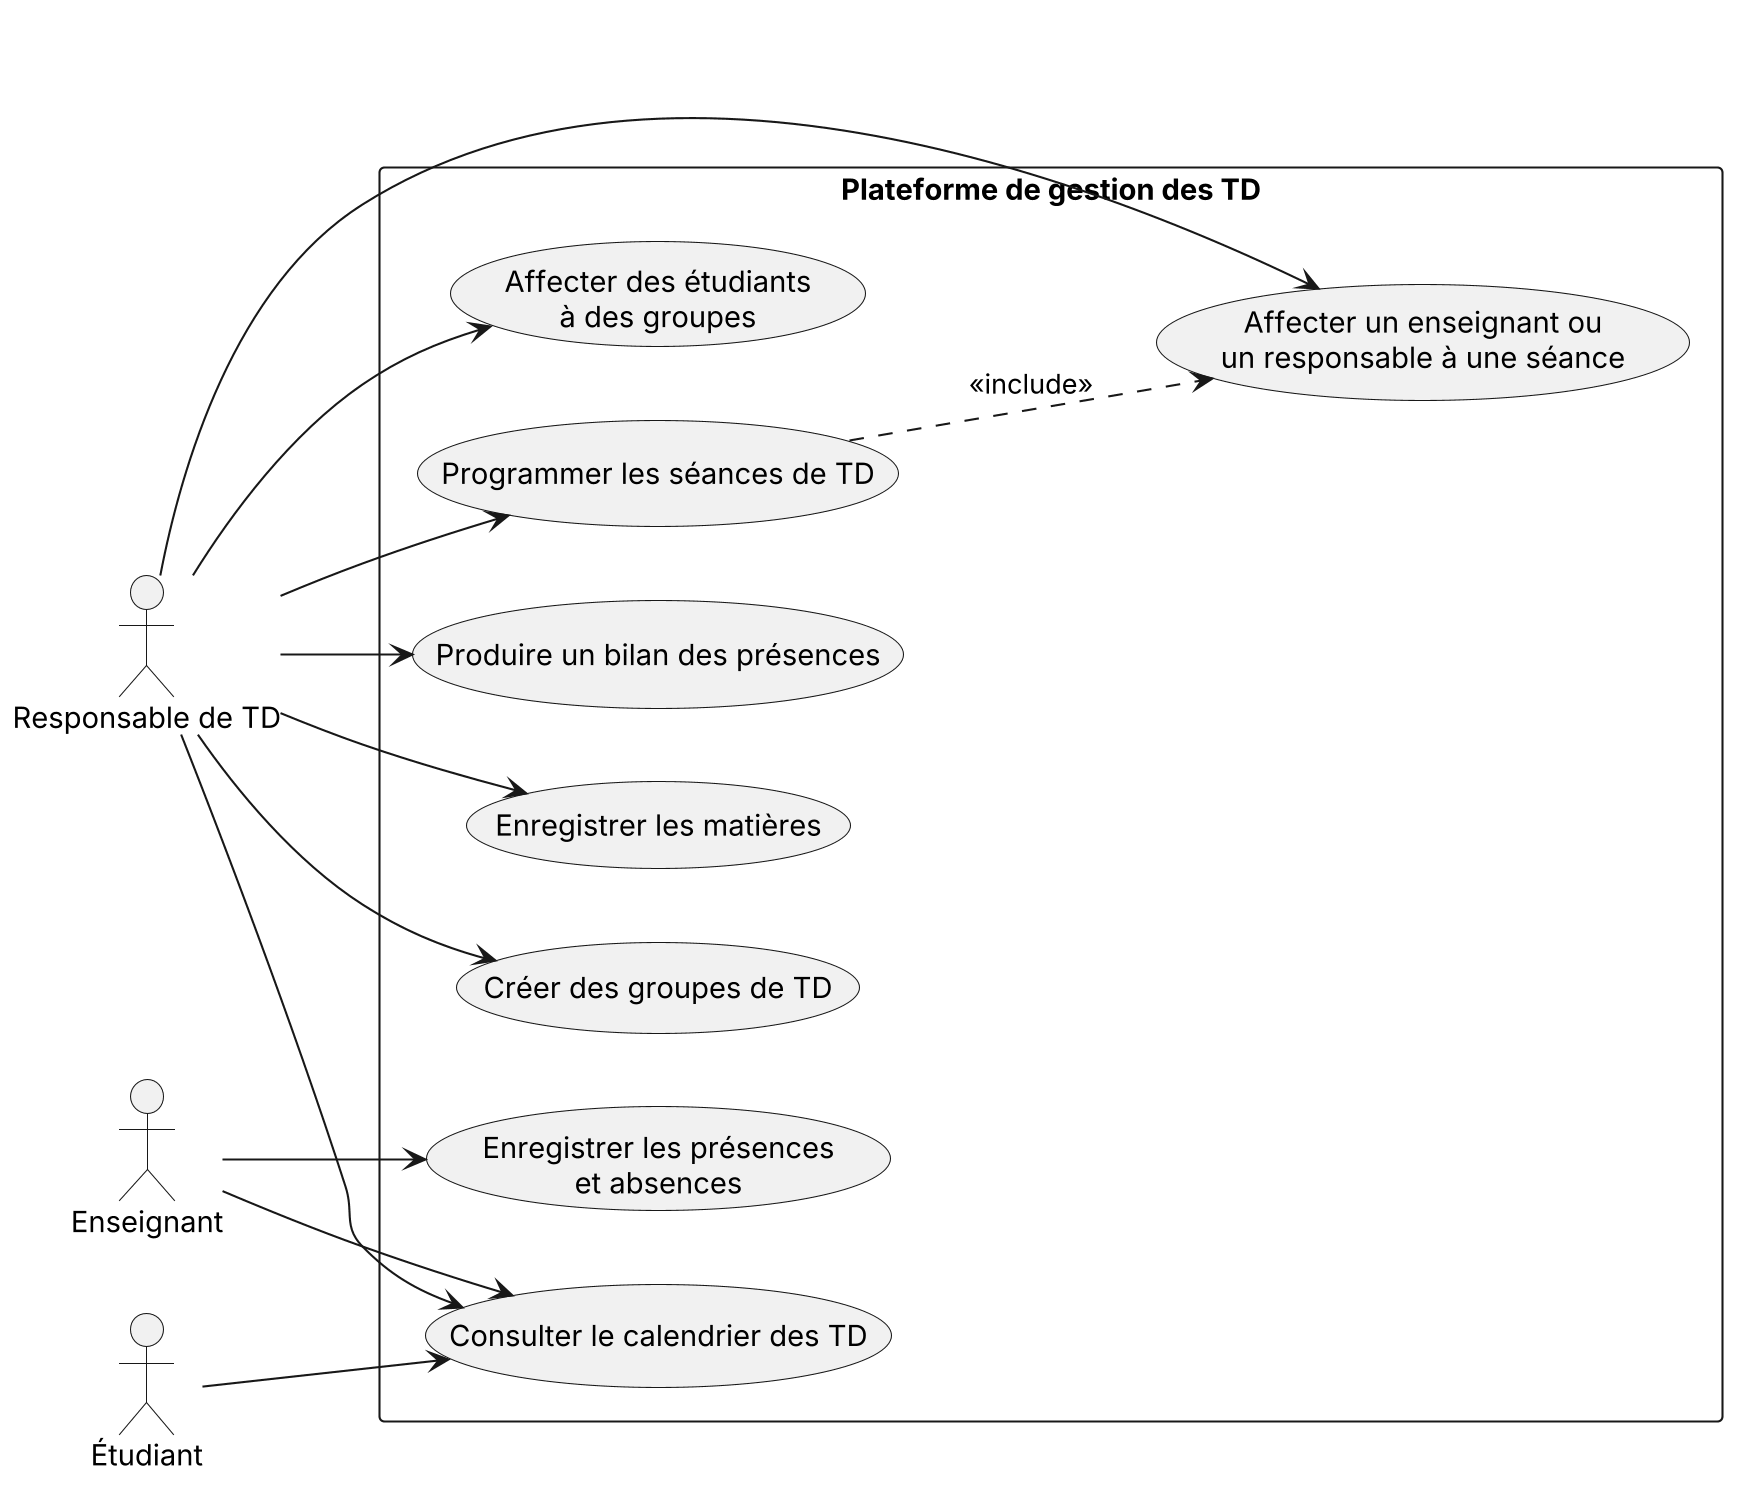 Plateforme de gestion des TD
Affecter des étudiants
à des groupes
Affecter un enseignant ou
un responsable à une séance
«include»
Programmer les séances de TD
Produire un bilan des présences
Responsable de TD
Enregistrer les matières
Créer des groupes de TD
Enregistrer les présences
et absences
Enseignant
Consulter le calendrier des TD
Étudiant